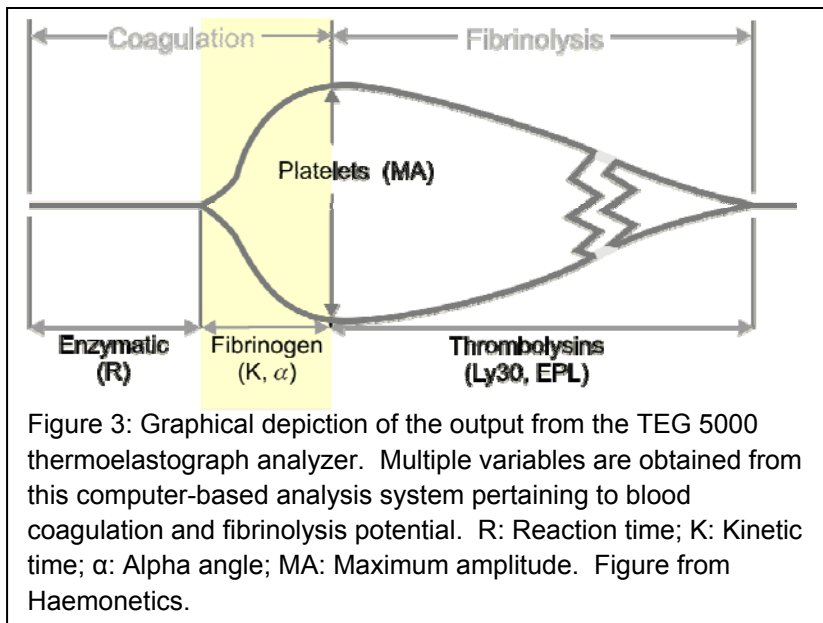 Coagulation Fibrinolysis
Platelets (MA)
Enzymatic Fibrinogen Thrombolysins
(R) (K, α) (Ly30, EPL)
Figure 3: Graphical depiction of the output from the TEG 5000
thermoelastograph analyzer. Multiple variables are obtained from
this computer-based analysis system pertaining to blood
coagulation and fibrinolysis potential. R: Reaction time; K: Kinetic
time; α: Alpha angle; MA: Maximum amplitude. Figure from
Haemonetics.